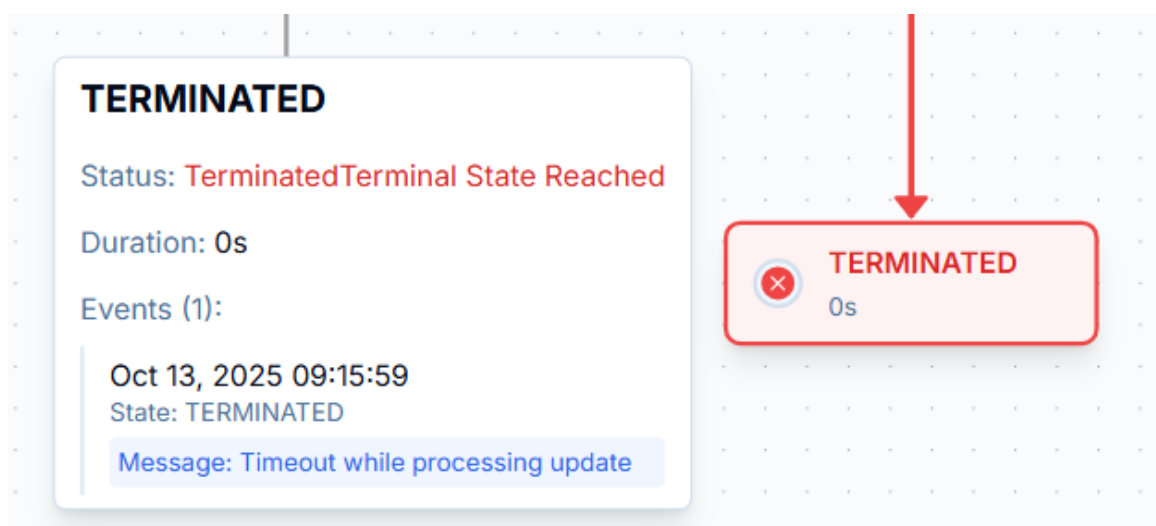 TERMINATED
Status: TerminatedTerminal State Reached
Duration: 0s
Events (1):
Oct 13, 2025 09:15:59
State: TERMINATED
Message: Timeout while processing update
TERMINATED
0s